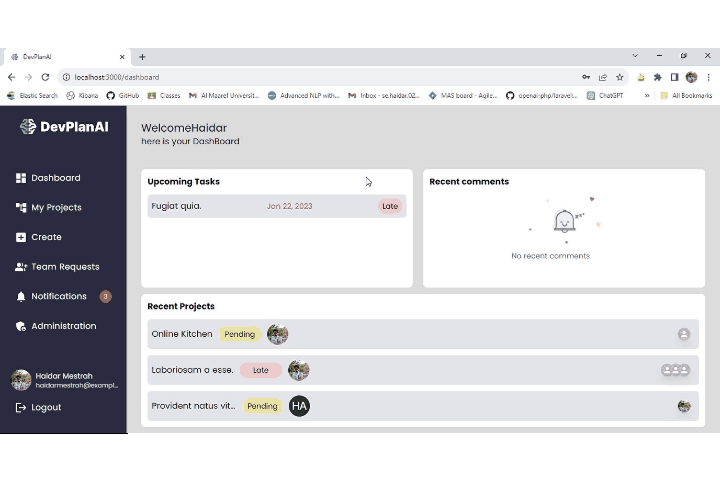 DevPlanAI
localhost:3000/dashboard
Elastic Search
Kibana
GitHub
Classes
Al Maaref Universit...
Advanced NLP with...
Inbox - se.haidar.02...
MAS board - Agile...
openai-php/laravel...
ChatGPT
»
All Bookmarks
DevPlanAI
Dashboard
My Projects
Create
Team Requests
Notifications 3
Administration
Haidar Mestrah
haidarmestrah@exampl...
Logout
WelcomeHaidar
here is your DashBoard
Upcoming Tasks
Fugiat quia. Jan 22, 2023 Late
Recent comments
zzz
No recent comments
Recent Projects
Online Kitchen Pending
Laboriosam a esse. Late
Provident natus vit... Pending HA